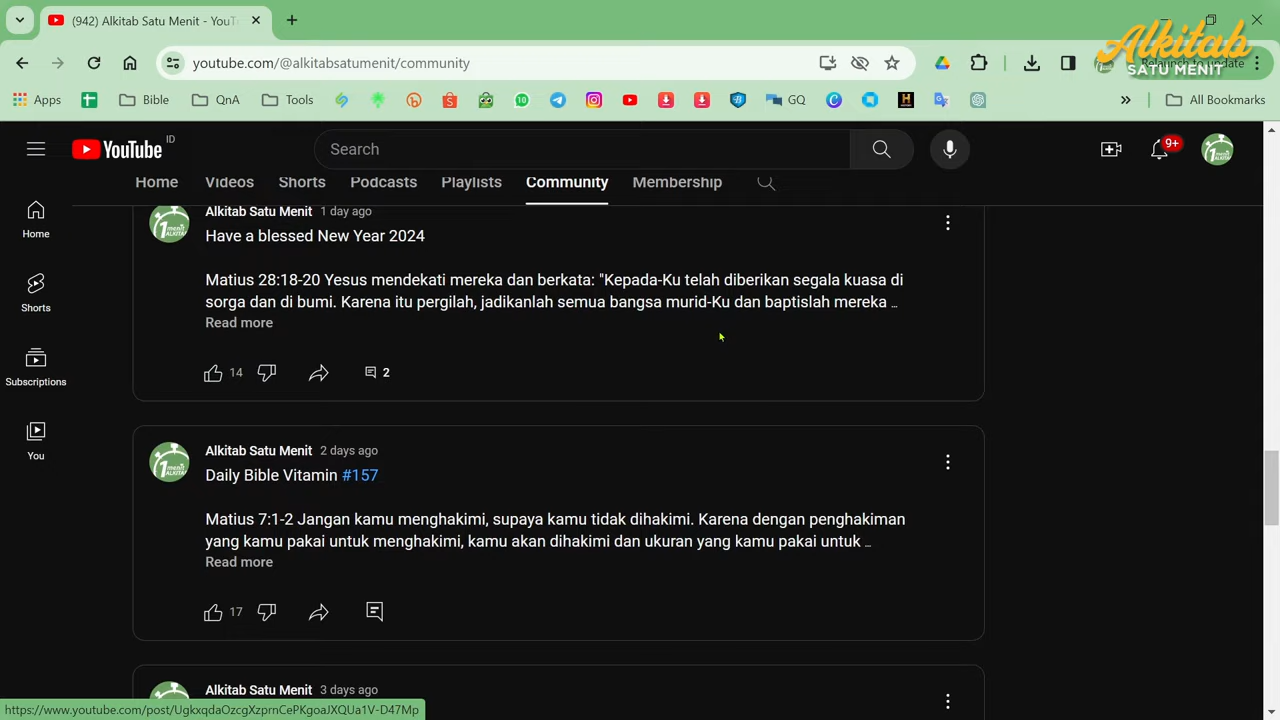 (942) Alkitab Satu Menit - YouT
youtube.com/@alkitabsatumenit/community
Relaunch to update
Alkitab
SATU MENIT
Apps
Bible
QnA
Tools
GQ
All Bookmarks
YouTube ID
Search
9+
Home
Videos
Shorts
Podcasts
Playlists
Community
Membership
Home
Shorts
Subscriptions
You
Alkitab Satu Menit 1 day ago
Have a blessed New Year 2024
Matius 28:18-20 Yesus mendekati mereka dan berkata: "Kepada-Ku telah diberikan segala kuasa di
sorga dan di bumi. Karena itu pergilah, jadikanlah semua bangsa murid-Ku dan baptislah mereka ...
Read more
14
2
Alkitab Satu Menit 2 days ago
Daily Bible Vitamin #157
Matius 7:1-2 Jangan kamu menghakimi, supaya kamu tidak dihakimi. Karena dengan penghakiman
yang kamu pakai untuk menghakimi, kamu akan dihakimi dan ukuran yang kamu pakai untuk ...
Read more
17
Alkitab Satu Menit 3 days ago
https://www.youtube.com/post/UgkxqdaOzcgXzprnCePKgoaJXQUa1V-D47Mp